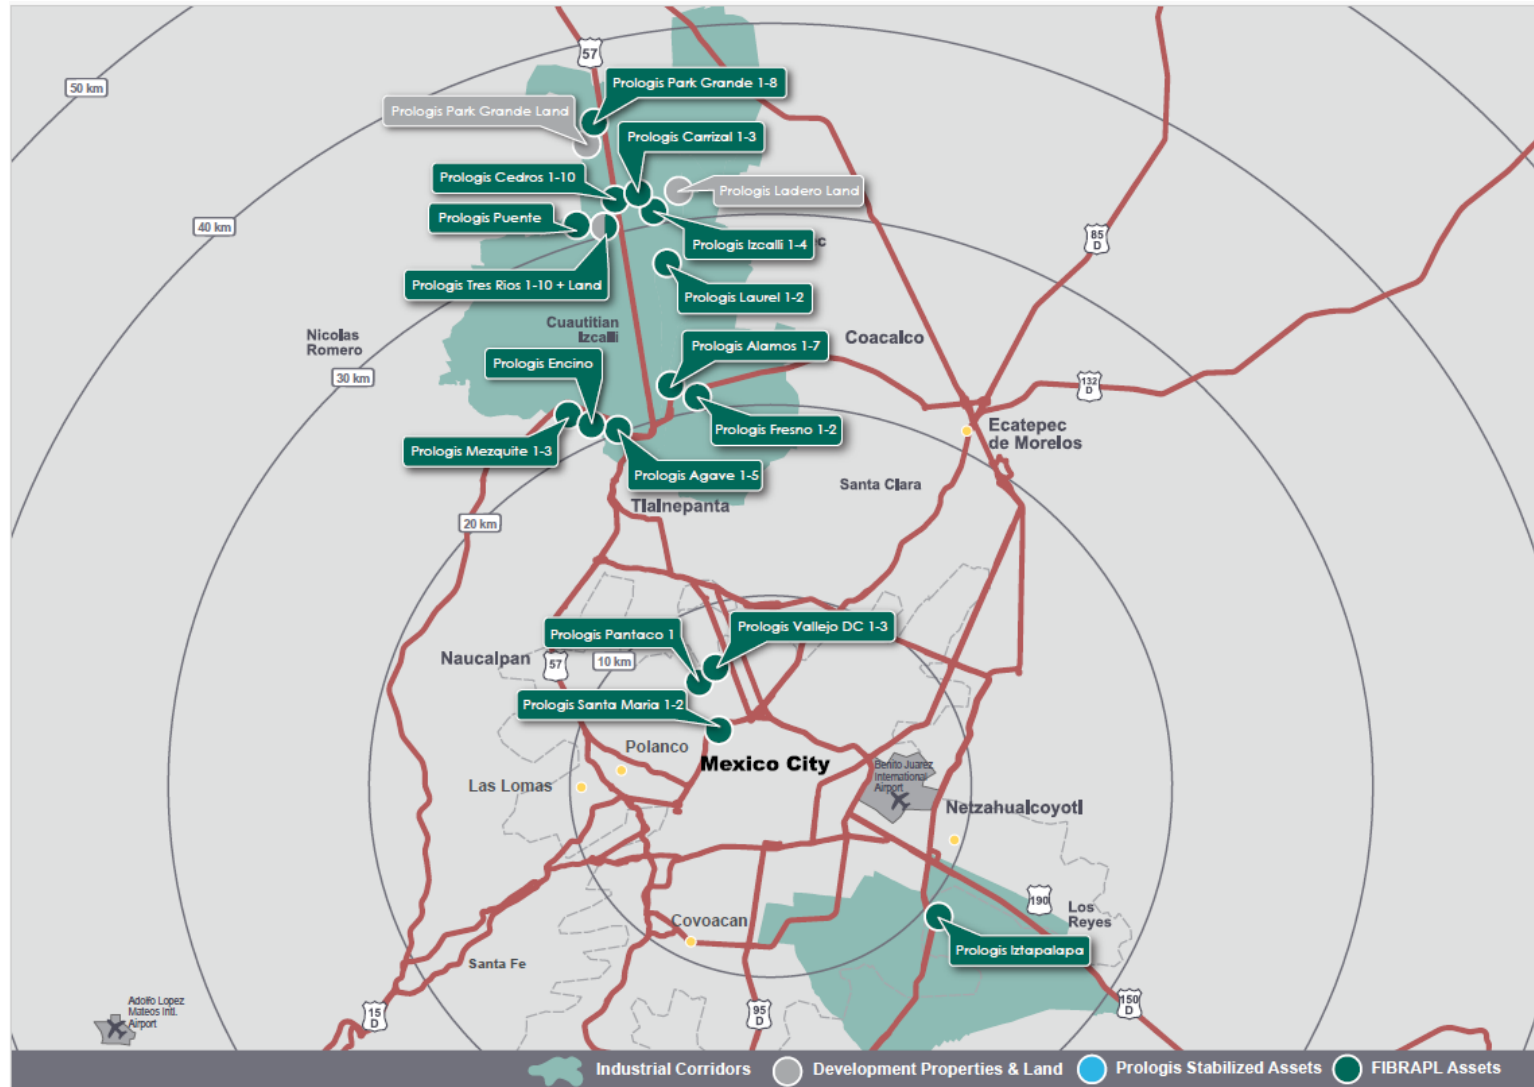 57
Prologis Park Grande 1-8
50 km
Prologis Park Grande Land
Prologis Carrizal 1-3
Prologis Cedros 1-10
Prologis Ladero Land
Prologis Puente
40 km
85
D
Prologis Izcalli 1-4
ec
Prologis Tres Rios 1-10 + Land
Prologis Laurel 1-2
Cuautitian
Izcalli
Nicolas
Romero
Coacalco
Prologis Alamos 1-7
Prologis Encino
30 km
132
D
Prologis Fresno 1-2
Ecatepec
de Morelos
Prologis Mezquite 1-3
Prologis Agave 1-5
Santa Clara
Tlalnepanta
20 km
Prologis Vallejo DC 1-3
Prologis Pantaco 1
Naucalpan
57
10 km
Prologis Santa Maria 1-2
Polanco
Mexico City
Benito Juarez
International
Airport
Las Lomas
Netzahualcoyotl
190
Los
Reyes
Covoacan
Prologis Iztapalapa
Santa Fe
Adolfo Lopez
Mateos Intl.
Airport
15
D
95
D
150
D
Industrial Corridors
Development Properties & Land
Prologis Stabilized Assets
FIBRAPL Assets